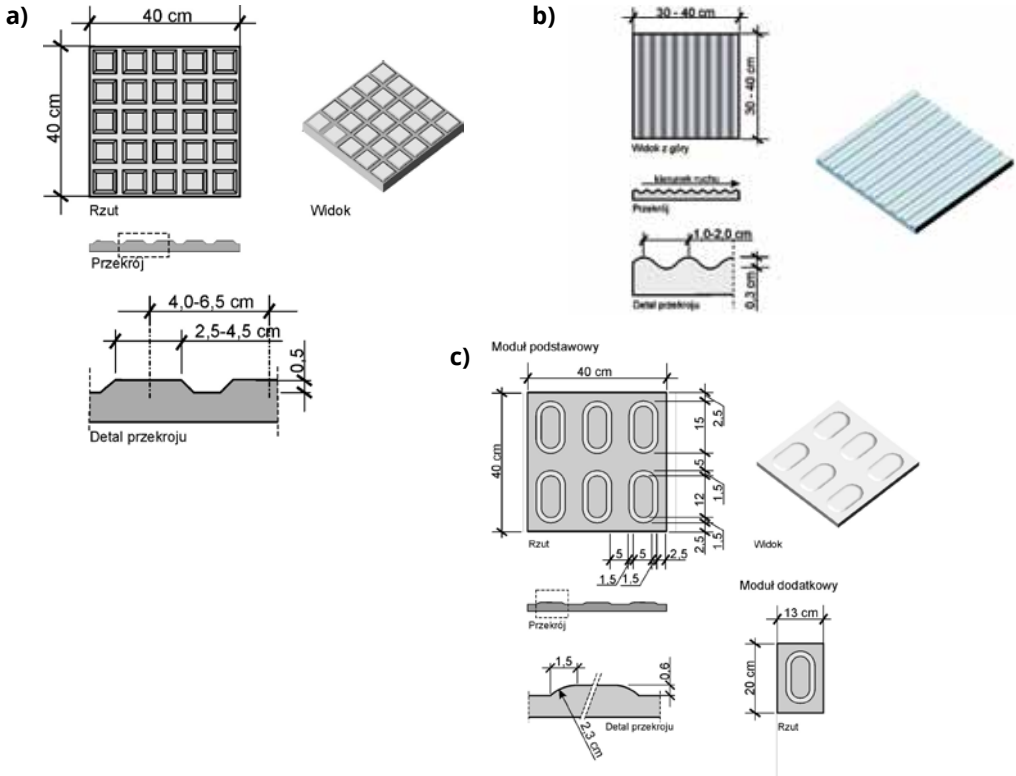 a)
40 cm
40 cm
Rzut
Widok
Przekrój
4,0-6,5 cm
2,5-4,5 cm
0,5
Detal przekroju
b)
30 - 40 cm
30 - 40 cm
Widok z góry
kierunek ruchu
Przekrój
1,0-2,0 cm
0,3 cm
Detal przekroju
c)
Moduł podstawowy
40 cm
40 cm
2,5
15
5
1,5
12
1,5
2,5
Rzut
5
5
2,5
1,5
1,5
Widok
Przekrój
1,5
0,6
2,3 cm
Detal przekroju
Moduł dodatkowy
13 cm
20 cm
Rzut